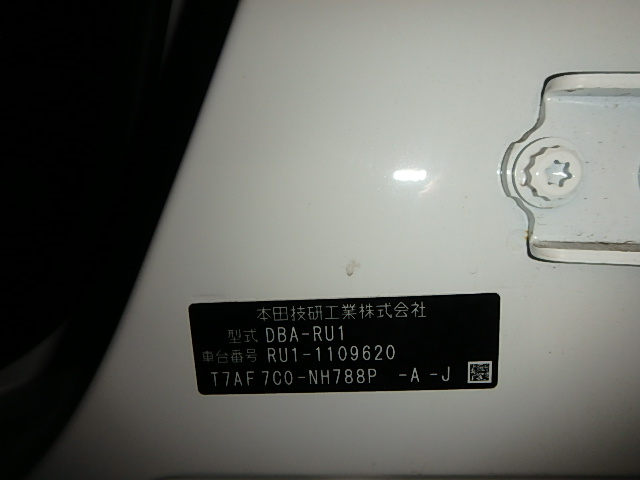 本田技研工業株式会社
型式 DBA-RU1
車台番号 RU1-1109620
T7AF7C0-NH788P -A-J